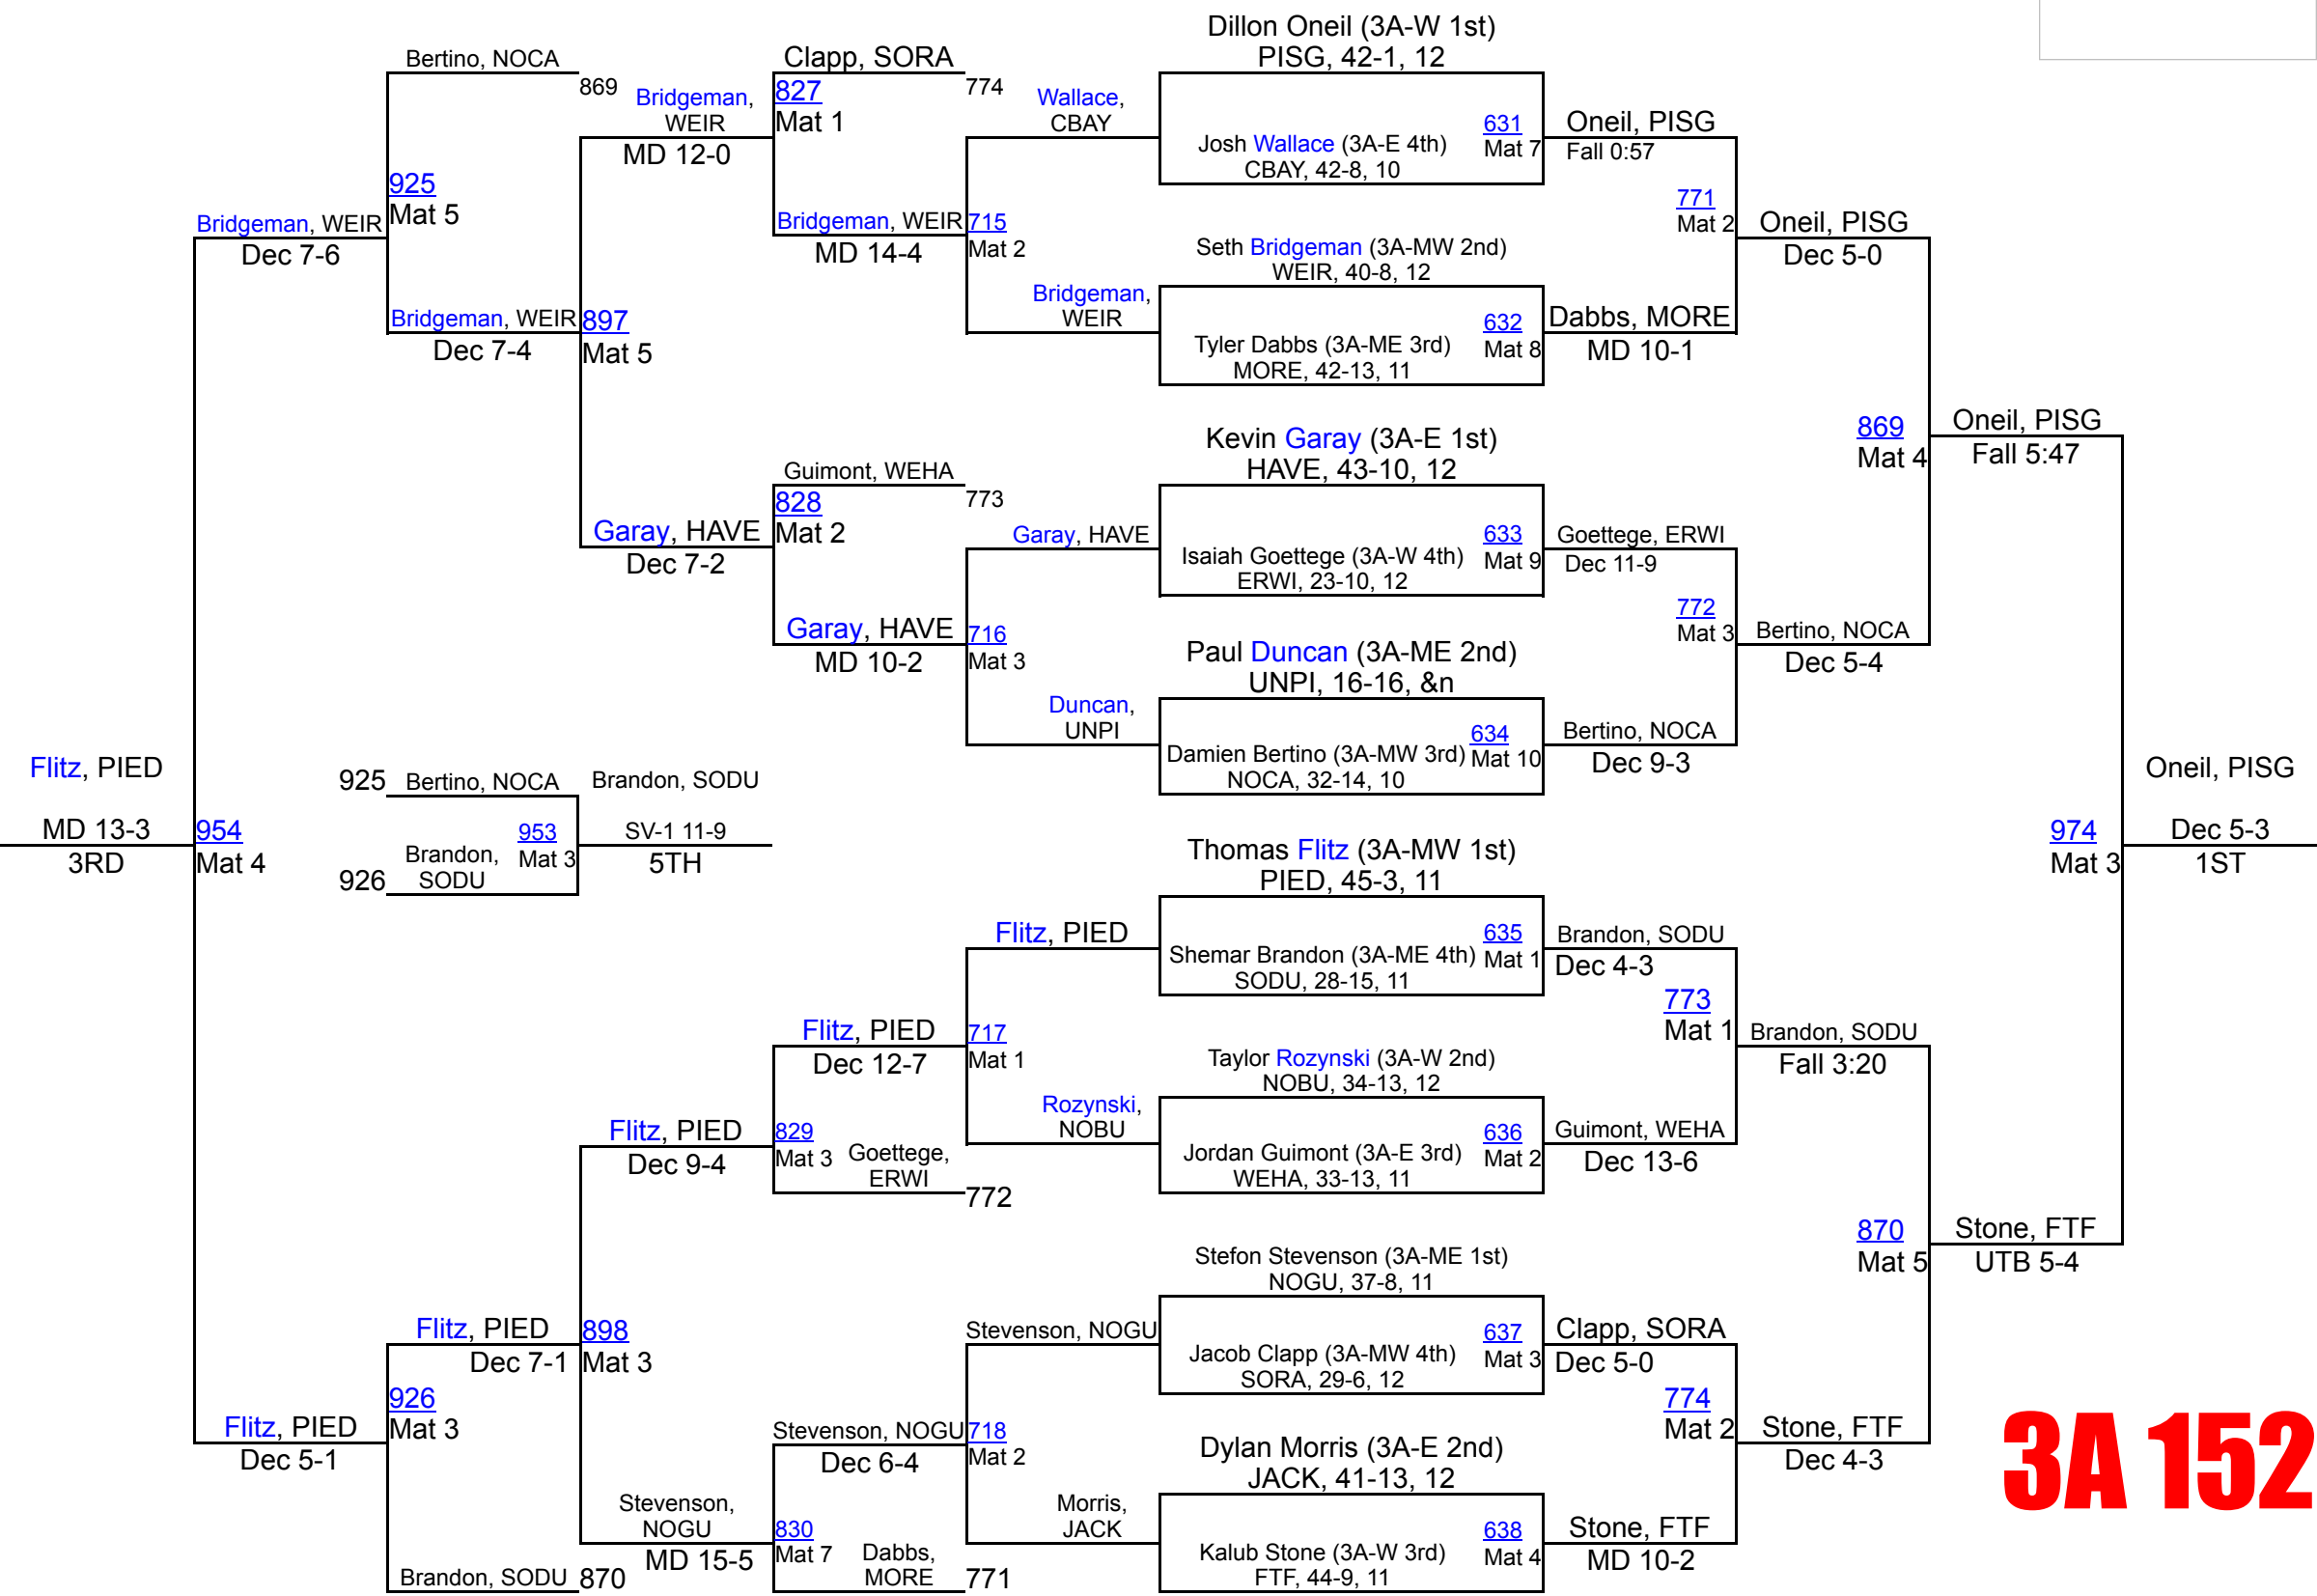 Dillon Oneil (3A-W 1st)
PISG, 42-1, 12
Bertino, NOCA
869
Bridgeman,
WEIR
MD 12-0
Clapp, SORA
774
827
Mat 1
Wallace,
CBAY
Josh Wallace (3A-E 4th)
CBAY, 42-8, 10
631
Mat 7
Oneil, PISG
Fall 0:57
925
Mat 5
Bridgeman, WEIR
Dec 7-6
Bridgeman, WEIR
MD 14-4
715
Mat 2
Seth Bridgeman (3A-MW 2nd)
WEIR, 40-8, 12
771
Mat 2
Oneil, PISG
Dec 5-0
Bridgeman, WEIR
Dec 7-4
897
Mat 5
Bridgeman,
WEIR
Tyler Dabbs (3A-ME 3rd)
MORE, 42-13, 11
632
Mat 8
Dabbs, MORE
MD 10-1
Kevin Garay (3A-E 1st)
HAVE, 43-10, 12
869
Mat 4
Oneil, PISG
Fall 5:47
Guimont, WEHA
773
828
Mat 2
Garay, HAVE
Dec 7-2
Garay, HAVE
Isaiah Goettege (3A-W 4th)
ERWI, 23-10, 12
633
Mat 9
Goettege, ERWI
Dec 11-9
Garay, HAVE
MD 10-2
716
Mat 3
Paul Duncan (3A-ME 2nd)
UNPI, 16-16, &n
772
Mat 3
Bertino, NOCA
Dec 5-4
Duncan,
UNPI
Damien Bertino (3A-MW 3rd)
NOCA, 32-14, 10
634
Mat 10
Bertino, NOCA
Dec 9-3
Flitz, PIED
MD 13-3
3RD
954
Mat 4
925
Bertino, NOCA
926
Brandon,
SODU
953
Mat 3
Brandon, SODU
SV-1 11-9
5TH
Oneil, PISG
Dec 5-3
1ST
974
Mat 3
Thomas Flitz (3A-MW 1st)
PIED, 45-3, 11
Flitz, PIED
Shemar Brandon (3A-ME 4th)
SODU, 28-15, 11
635
Mat 1
Brandon, SODU
Dec 4-3
773
Mat 1
Brandon, SODU
Fall 3:20
Flitz, PIED
Dec 12-7
717
Mat 1
Taylor Rozynski (3A-W 2nd)
NOBU, 34-13, 12
Rozynski,
NOBU
Jordan Guimont (3A-E 3rd)
WEHA, 33-13, 11
636
Mat 2
Guimont, WEHA
Dec 13-6
Flitz, PIED
Dec 9-4
829
Mat 3
Goettege,
ERWI
772
Stefon Stevenson (3A-ME 1st)
NOGU, 37-8, 11
870
Mat 5
Stone, FTF
UTB 5-4
Flitz, PIED
Dec 7-1
898
Mat 3
Stevenson, NOGU
Jacob Clapp (3A-MW 4th)
SORA, 29-6, 12
637
Mat 3
Clapp, SORA
Dec 5-0
926
Mat 3
Flitz, PIED
Dec 5-1
Stevenson, NOGU
Dec 6-4
718
Mat 2
Dylan Morris (3A-E 2nd)
JACK, 41-13, 12
774
Mat 2
Stone, FTF
Dec 4-3
Stevenson,
NOGU
MD 15-5
830
Mat 7
Morris,
JACK
Kalub Stone (3A-W 3rd)
FTF, 44-9, 11
638
Mat 4
Stone, FTF
MD 10-2
Brandon, SODU
870
Dabbs,
MORE
771
3A 152